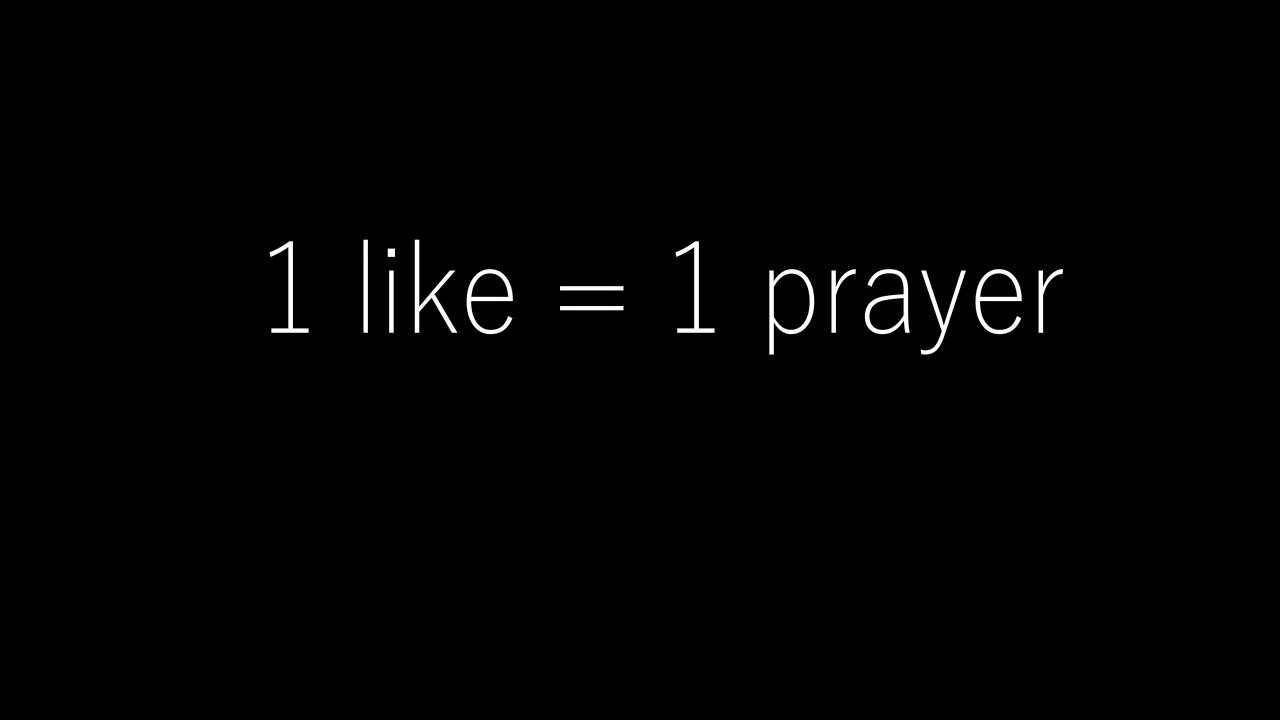 1 like = 1 prayer